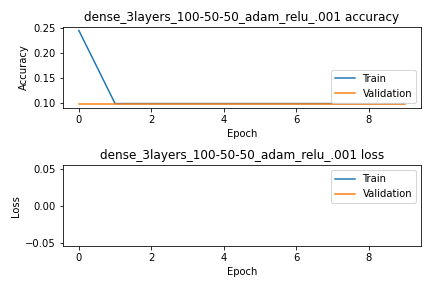 dense_3layers_100-50-50_adam_relu_.001 accuracy
0.25
0.20
0.15
0.10
Accuracy
Train
Validation
0 2 4 6 8
Epoch
dense_3layers_100-50-50_adam_relu_.001 loss
0.05
0.00
−0.05
Loss
Train
Validation
0 2 4 6 8
Epoch